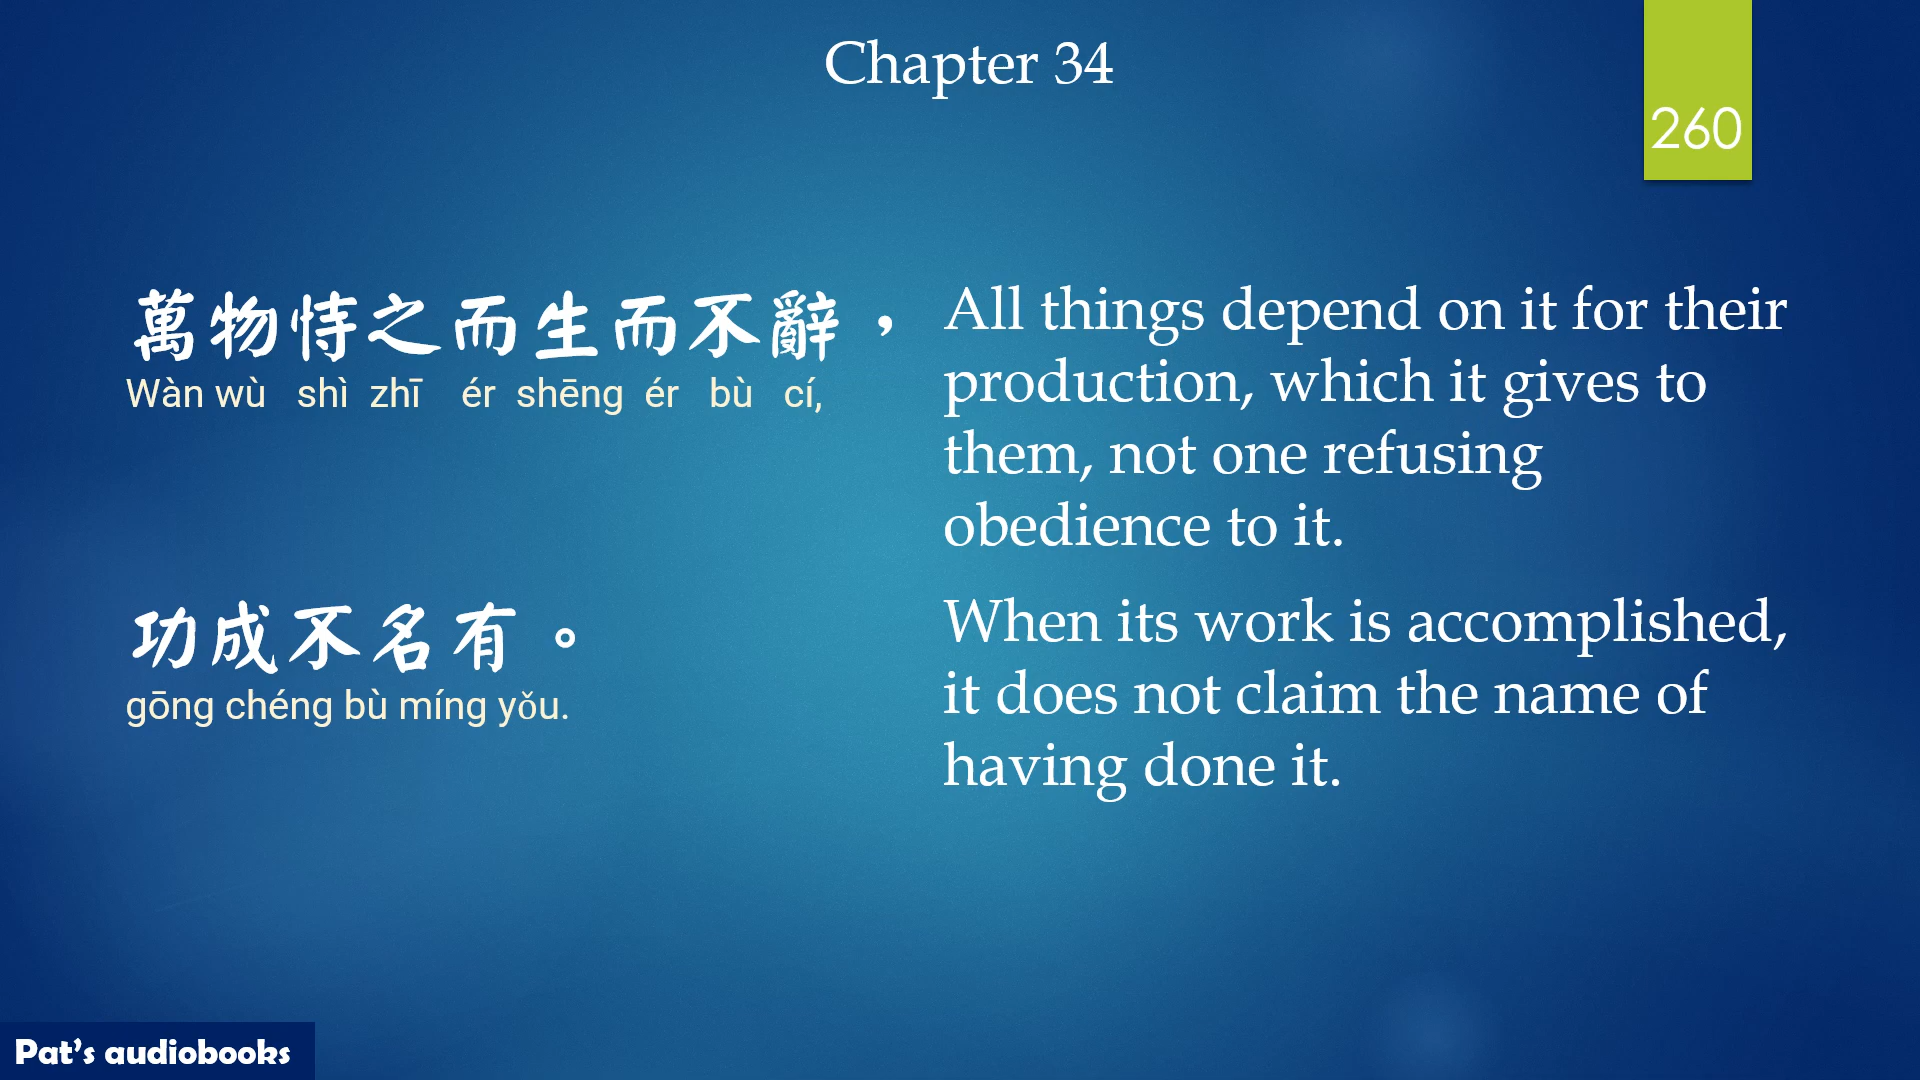 Chapter 34
260
萬物恃之而生而不辭，
Wàn wù shì zhī ér shēng ér bù cí,
All things depend on it for their
production, which it gives to
them, not one refusing
obedience to it.
功成不名有。
gōng chéng bù míng yǒu.
When its work is accomplished,
it does not claim the name of
having done it.
Pat's audiobooks